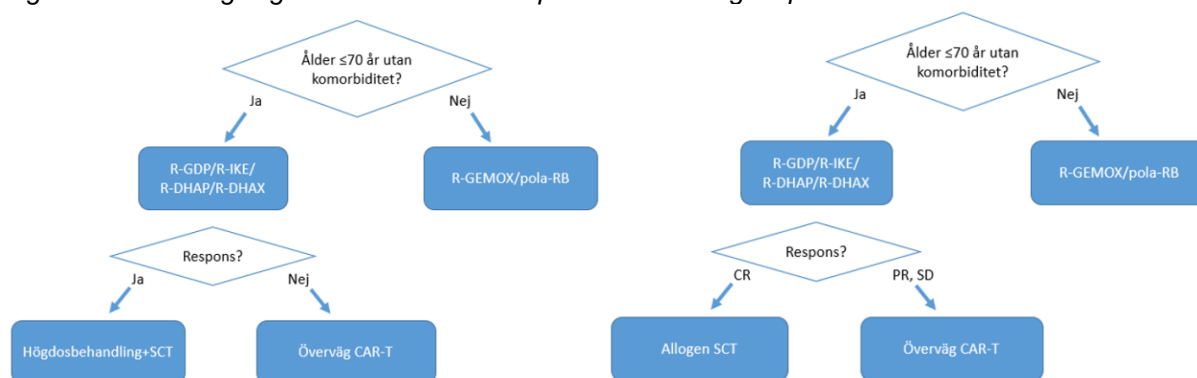 Ålder ≤70 år utan
komorbiditet?
Ja
Nej
R-GDP/R-IKE/
R-DHAP/R-DHAX
R-GEMOX/pola-RB
Respons?
Ja
Nej
Högdosbehandling+SCT
Överväg CAR-T
Ålder ≤70 år utan
komorbiditet?
Ja
Nej
R-GDP/R-IKE/
R-DHAP/R-DHAX
R-GEMOX/pola-RB
Respons?
CR
PR, SD
Allogen SCT
Överväg CAR-T